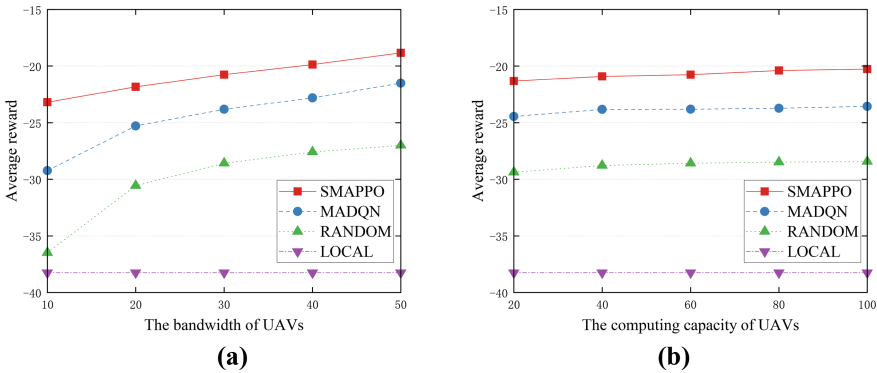 −15
−20
−25
−30
−35
−40
Average reward
SMAPPO
MADQN
RANDOM
LOCAL
10 20 30 40 50
The bandwidth of UAVs
(a)
−15
−20
−25
−30
−35
−40
Average reward
SMAPPO
MADQN
RANDOM
LOCAL
20 40 60 80 100
The computing capacity of UAVs
(b)